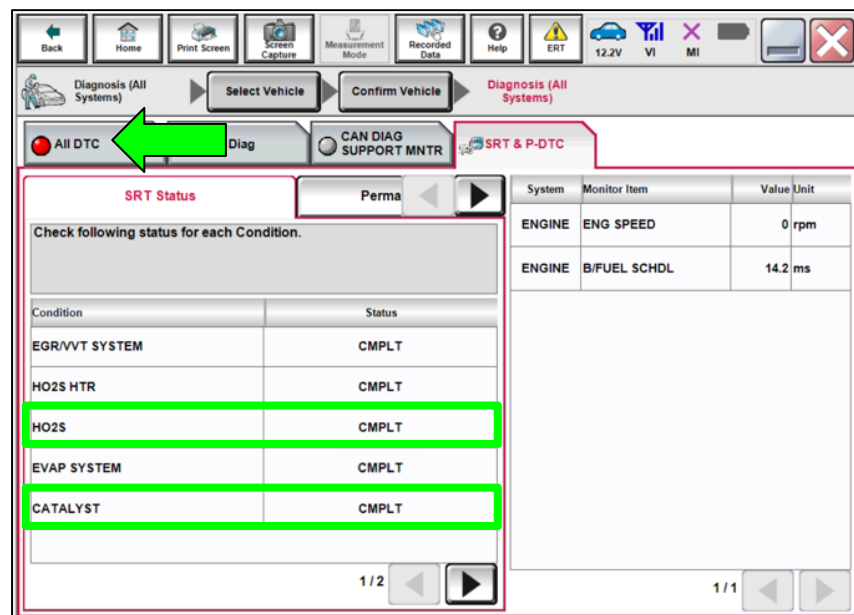 Back
Home
Print Screen
Screen
Capture
Measurement
Mode
Recorded
Data
Help
ERT
12.2V
VI
MI
Diagnosis (All
Systems)
Select Vehicle
Confirm Vehicle
Diagnosis (All
Systems)
All DTC
Diag
CAN DIAG
SUPPORT MNTR
SRT & P-DTC
SRT Status
Perma
Check following status for each Condition.
Condition Status
EGR/VVT SYSTEM CMPLT
HO2S HTR CMPLT
HO2S CMPLT
EVAP SYSTEM CMPLT
CATALYST CMPLT
1/2
System Monitor Item Value Unit
ENGINE ENG SPEED 0 rpm
ENGINE B/FUEL SCHDL 14.2 ms
1/1